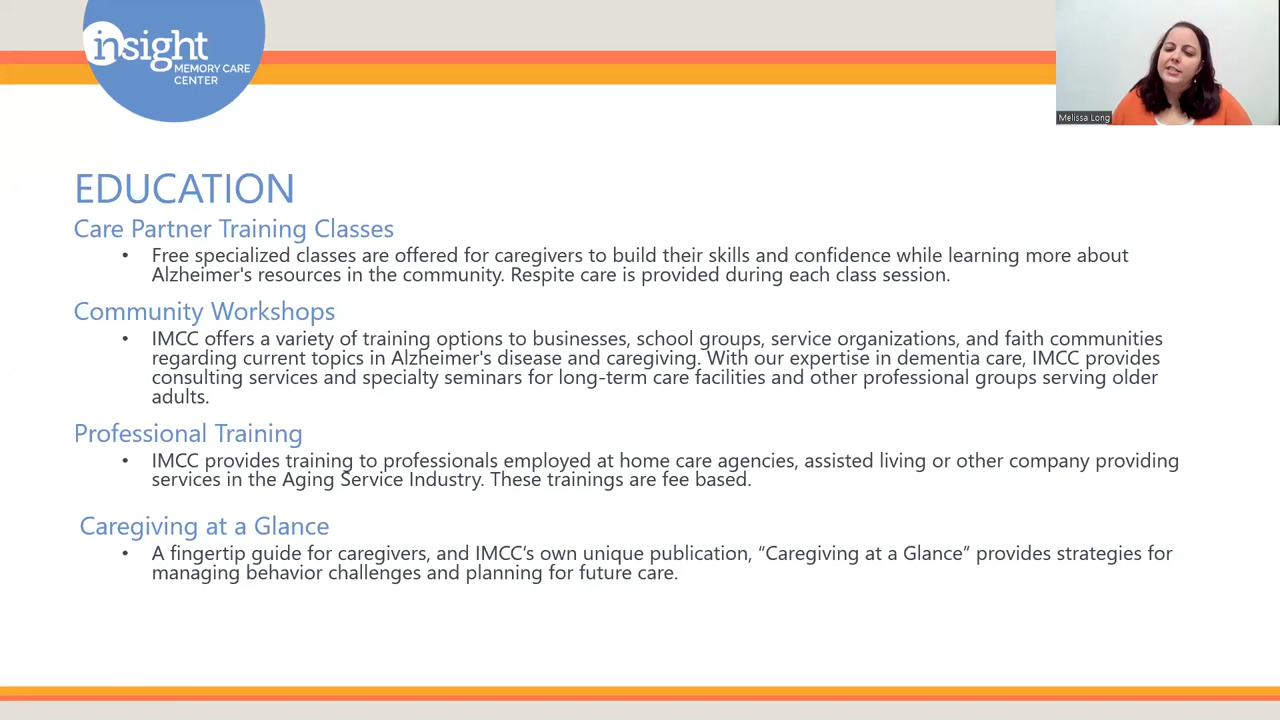 insight
MEMORY CARE
CENTER
Melissa Long
EDUCATION
Care Partner Training Classes
• Free specialized classes are offered for caregivers to build their skills and confidence while learning more about
Alzheimer's resources in the community. Respite care is provided during each class session.
Community Workshops
• IMCC offers a variety of training options to businesses, school groups, service organizations, and faith communities
regarding current topics in Alzheimer's disease and caregiving. With our expertise in dementia care, IMCC provides
consulting services and specialty seminars for long-term care facilities and other professional groups serving older
adults.
Professional Training
• IMCC provides training to professionals employed at home care agencies, assisted living or other company providing
services in the Aging Service Industry. These trainings are fee based.
Caregiving at a Glance
• A fingertip guide for caregivers, and IMCC‘s own unique publication, “Caregiving at a Glance” provides strategies for
managing behavior challenges and planning for future care.